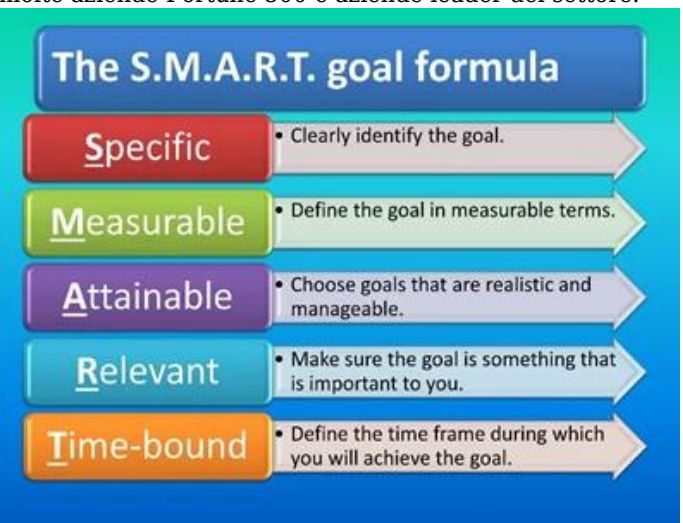 molte aziende Fortune 500 e aziende leader del settore.
The S.M.A.R.T. goal formula
Specific
• Clearly identify the goal.
Measurable
• Define the goal in measurable terms.
Attainable
• Choose goals that are realistic and
manageable.
Relevant
• Make sure the goal is something that
is important to you.
Time-bound
• Define the time frame during which
you will achieve the goal.